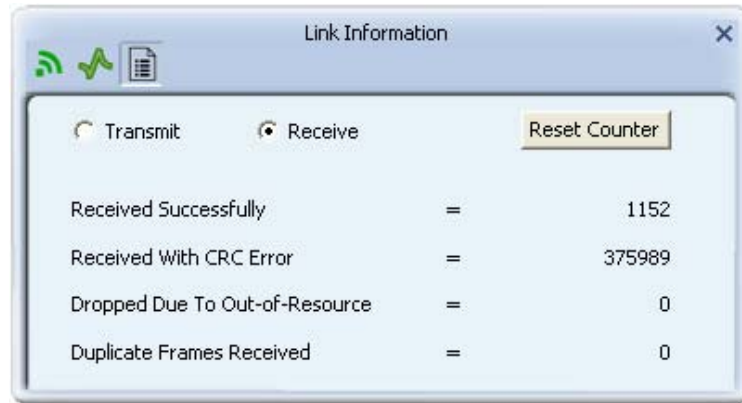 Link Information
Transmit Receive Reset Counter
Received Successfully = 1152
Received With CRC Error = 375989
Dropped Due To Out-of-Resource = 0
Duplicate Frames Received = 0